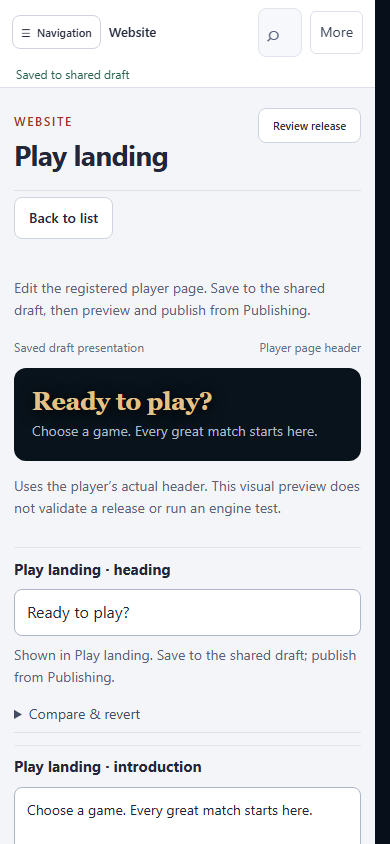 ☰ Navigation Website More
Saved to shared draft
WEBSITE
Review release
Play landing
Back to list
Edit the registered player page. Save to the shared
draft, then preview and publish from Publishing.
Saved draft presentation Player page header
Ready to play?
Choose a game. Every great match starts here.
Uses the player’s actual header. This visual preview does
not validate a release or run an engine test.
Play landing · heading
Ready to play?
Shown in Play landing. Save to the shared draft; publish
from Publishing.
▶ Compare & revert
Play landing · introduction
Choose a game. Every great match starts here.